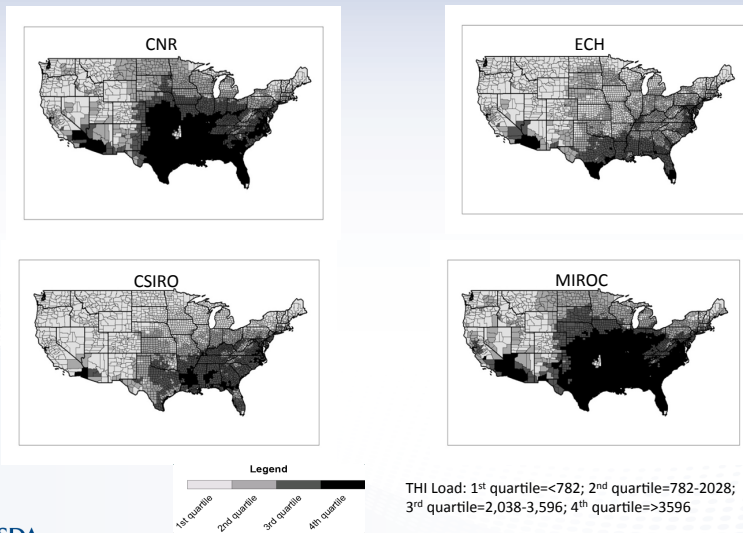 CNR
ECH
CSIRO
MIROC
Legend
1st quartile
2nd quartile
3rd quartile
4th quartile
THI Load: 1st quartile=<782; 2nd quartile=782-2028;
3rd quartile=2,038-3,596; 4th quartile=>3596